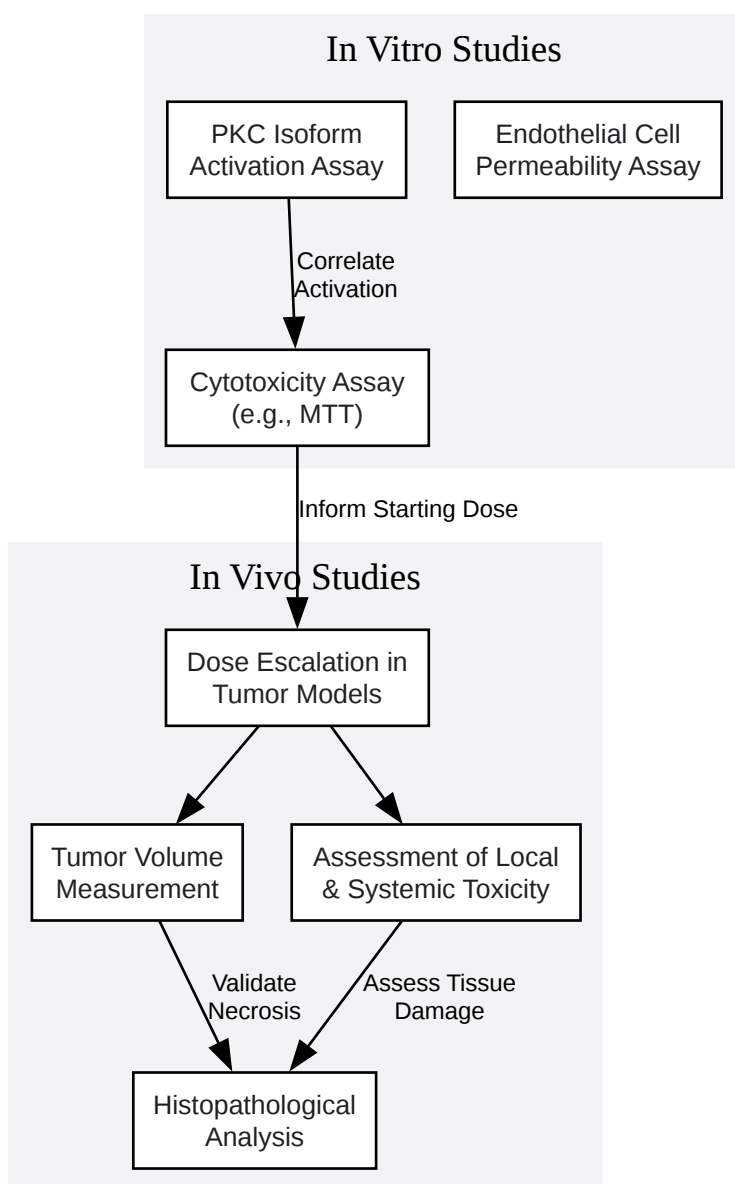 In Vitro Studies
PKC Isoform
Activation Assay
Endothelial Cell
Permeability Assay
Correlate
Activation
Cytotoxicity Assay
(e.g., MTT)
Inform Starting Dose
In Vivo Studies
Dose Escalation in
Tumor Models
Tumor Volume
Measurement
Assessment of Local
& Systemic Toxicity
Validate
Necrosis
Assess Tissue
Damage
Histopathological
Analysis